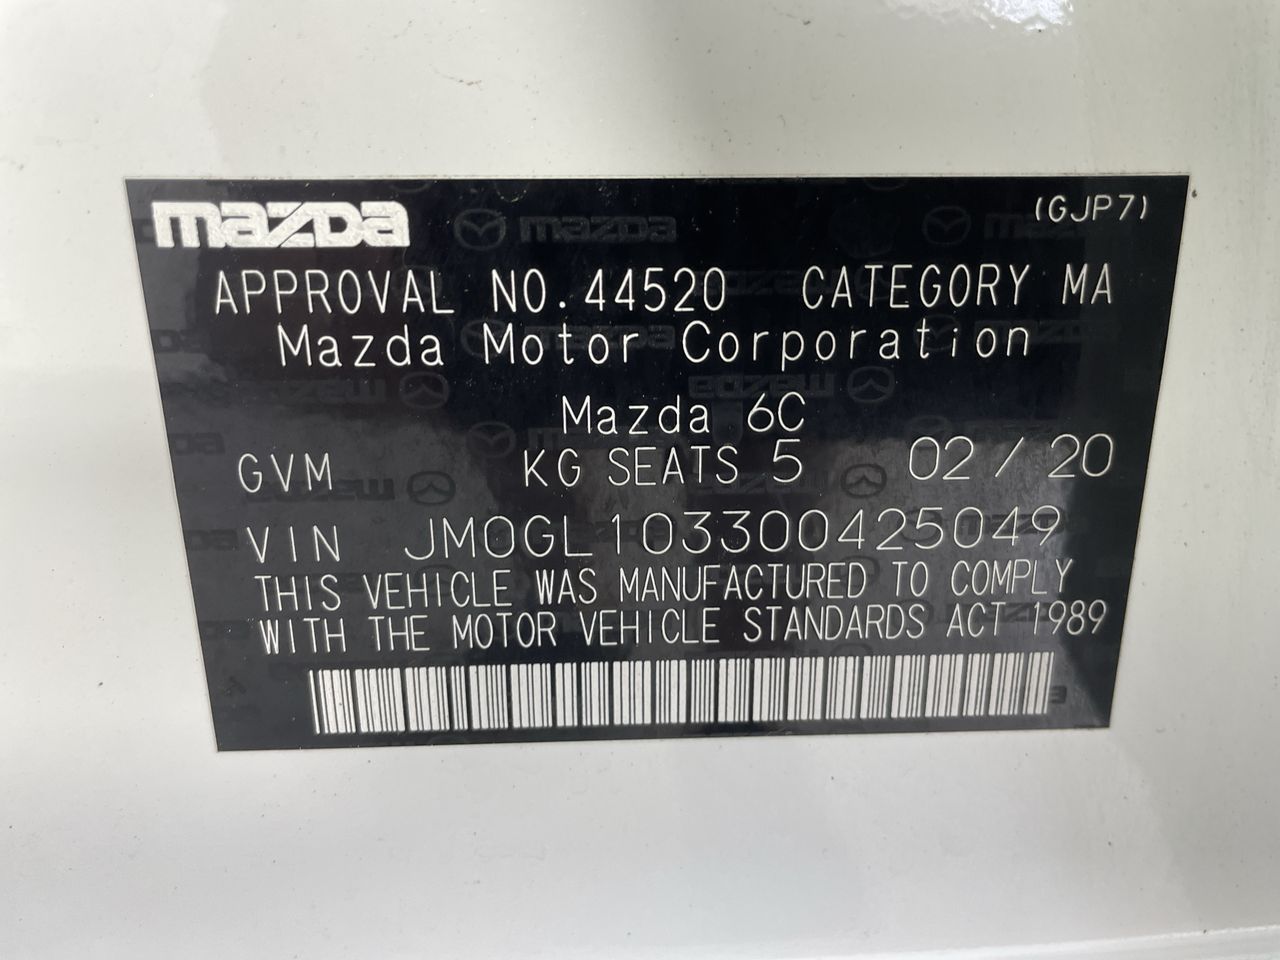 mazda (GJP7)
APPROVAL NO.44520 CATEGORY MA
Mazda Motor Corporation
Mazda 6C
GVM KG SEATS 5 02 / 20
VIN JM0GL103300425049
THIS VEHICLE WAS MANUFACTURED TO COMPLY
WITH THE MOTOR VEHICLE STANDARDS ACT 1989